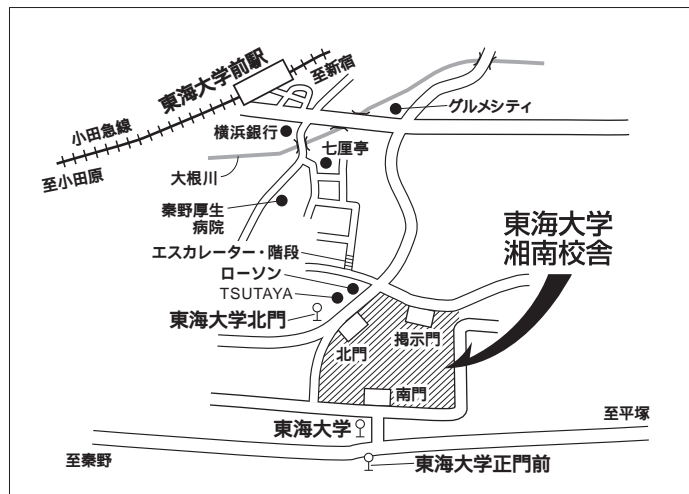 東海大学前駅
至新宿
小田急線
至小田原
グルメシティ
横浜銀行
七厘亭
大根川
秦野厚生
病院
エスカレーター・階段
ローソン
TSUTAYA
東海大学北門
東海大学
湘南校舎
掲示門
北門
南門
東海大学
至平塚
至秦野
東海大学正門前